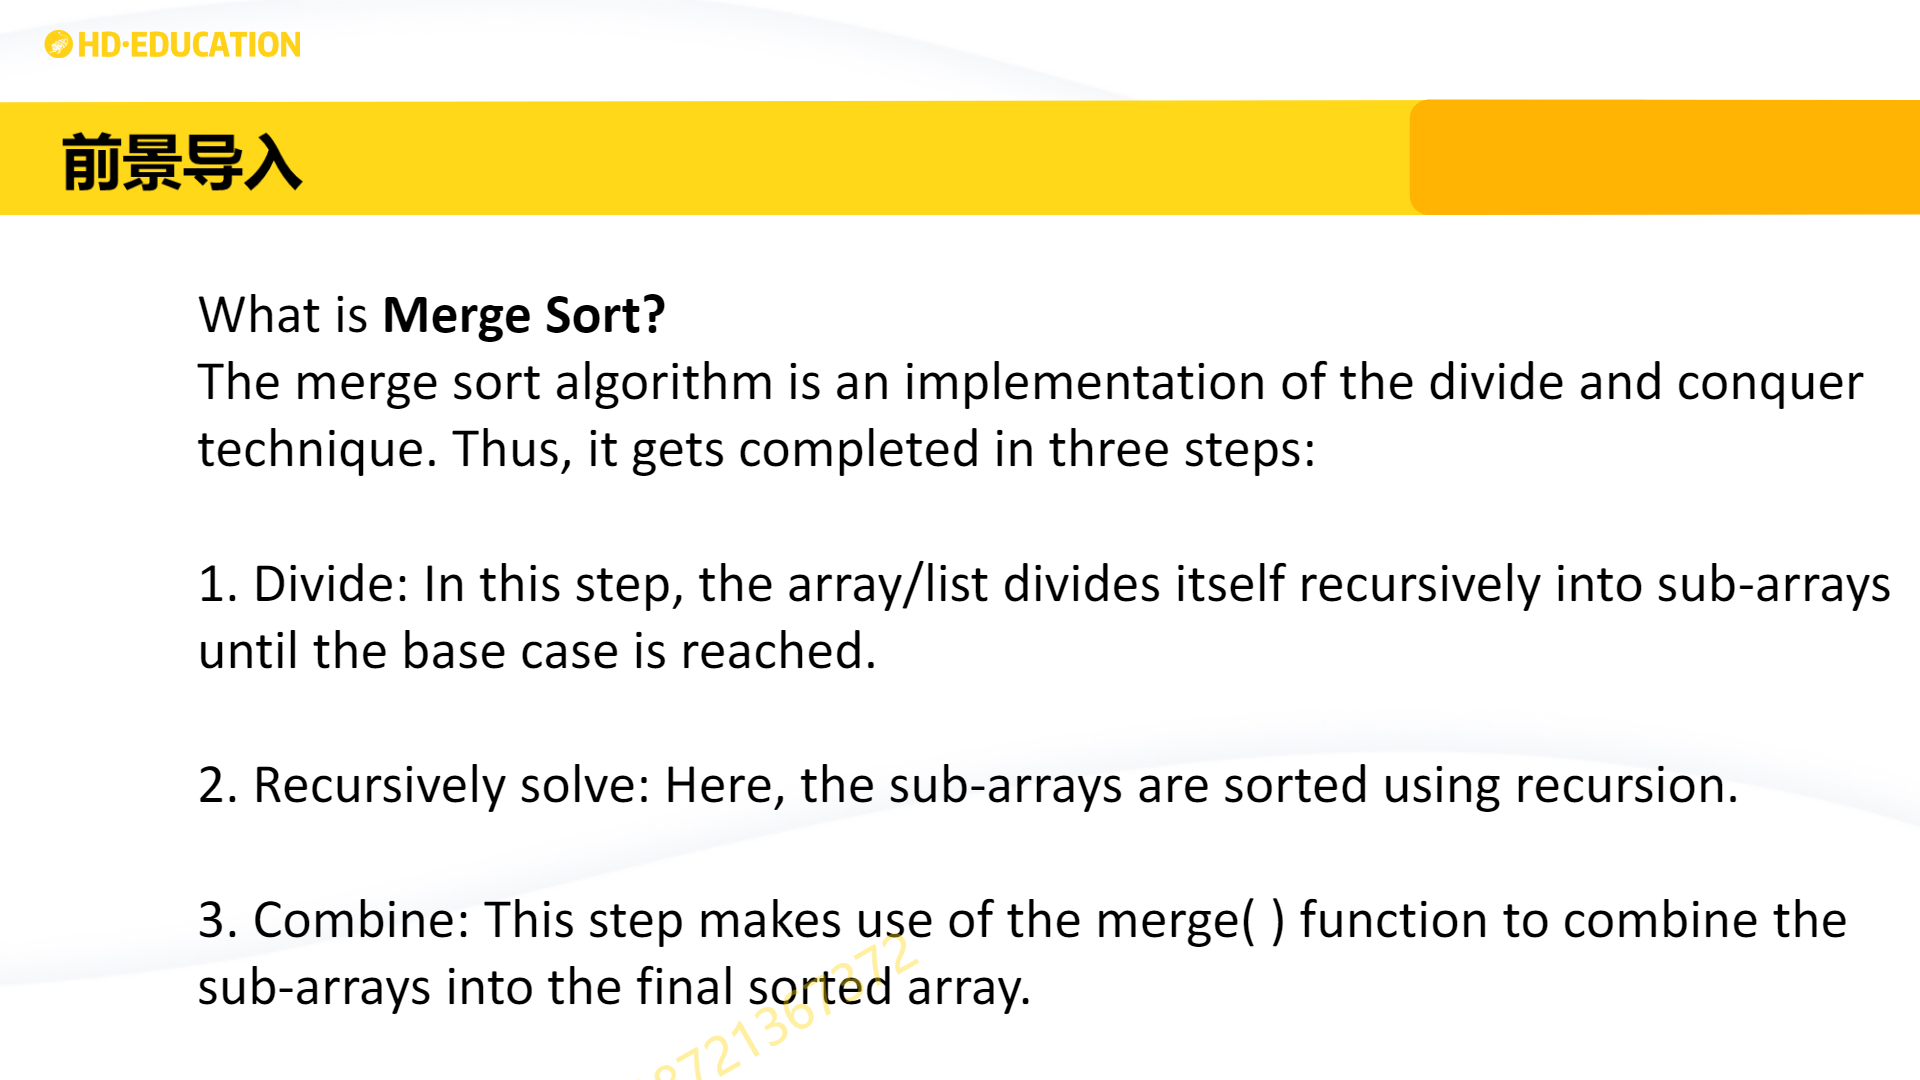 HD·EDUCATION
前景导入
What is Merge Sort?
The merge sort algorithm is an implementation of the divide and conquer
technique. Thus, it gets completed in three steps:
1. Divide: In this step, the array/list divides itself recursively into sub-arrays
until the base case is reached.
2. Recursively solve: Here, the sub-arrays are sorted using recursion.
3. Combine: This step makes use of the merge( ) function to combine the
sub-arrays into the final sorted array.